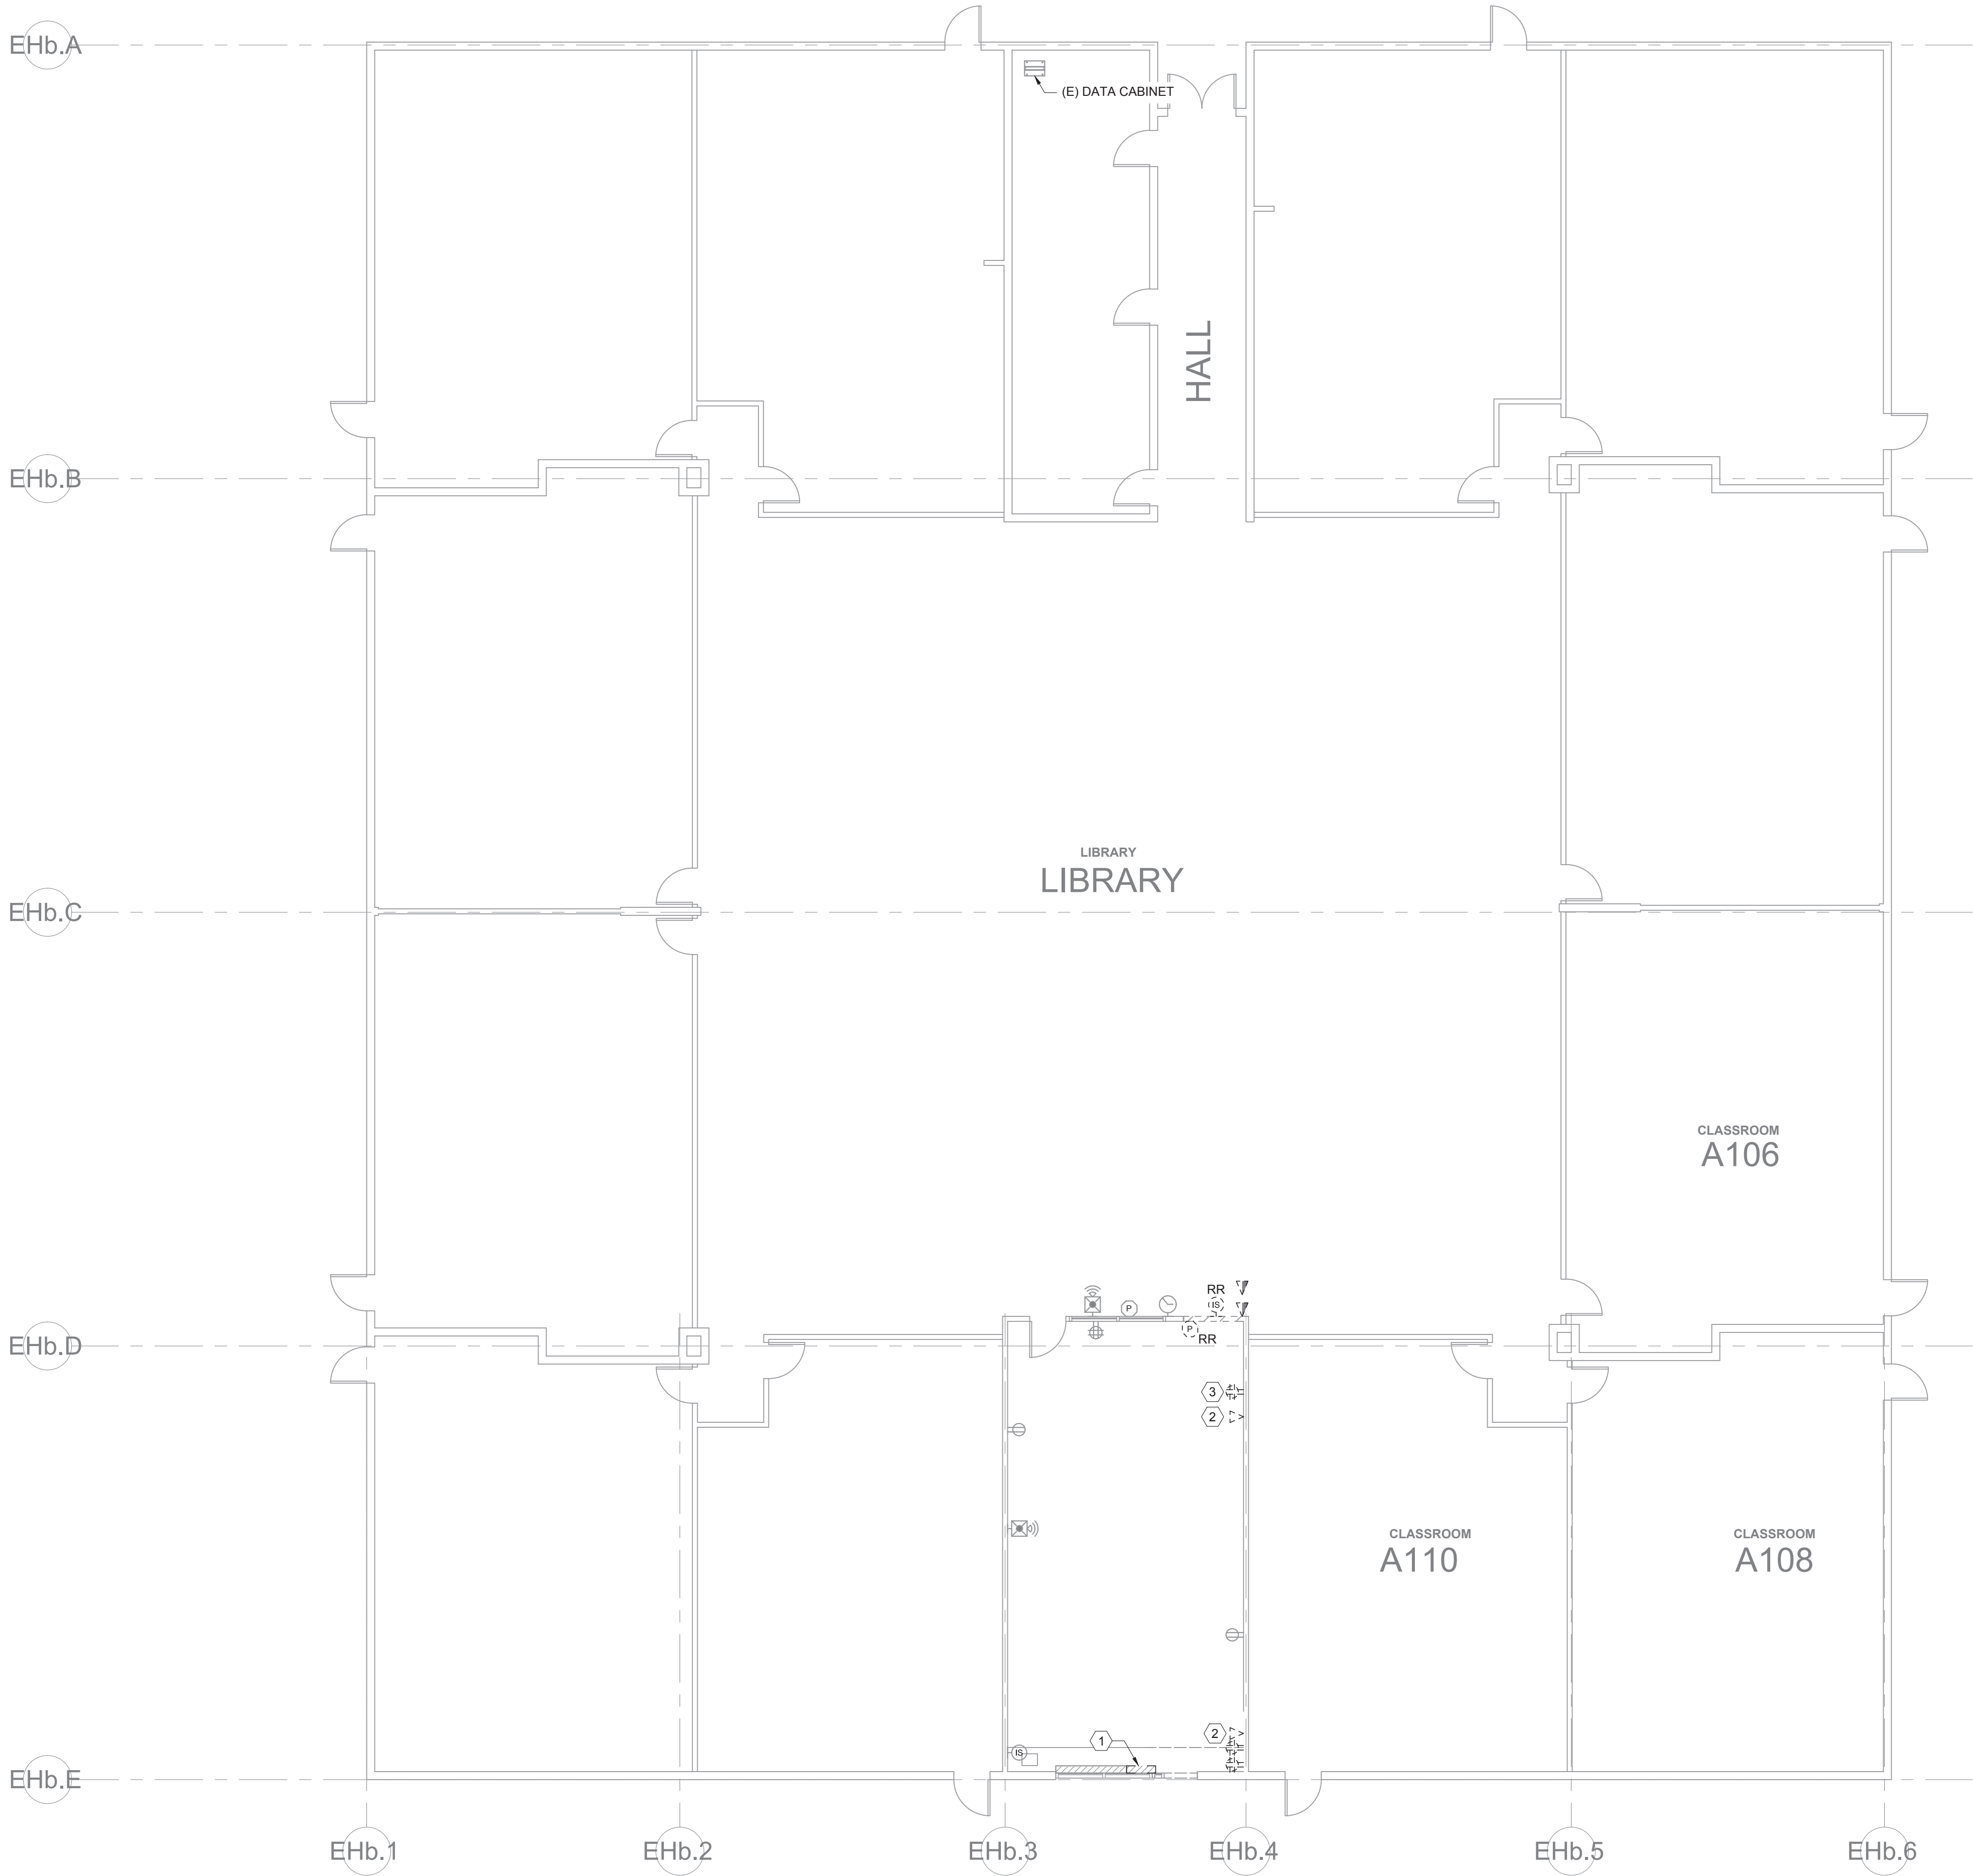 EHb.A
(E) DATA CABINET
HALL
EHb.B
LIBRARY
LIBRARY
EHb.C
CLASSROOM
A106
RR
IS
P
P
RR
EHb.D
3
2
CLASSROOM
A110
CLASSROOM
A108
2
1
IS
EHb.E
EHb.1
EHb.2
EHb.3
EHb.4
EHb.5
EHb.6